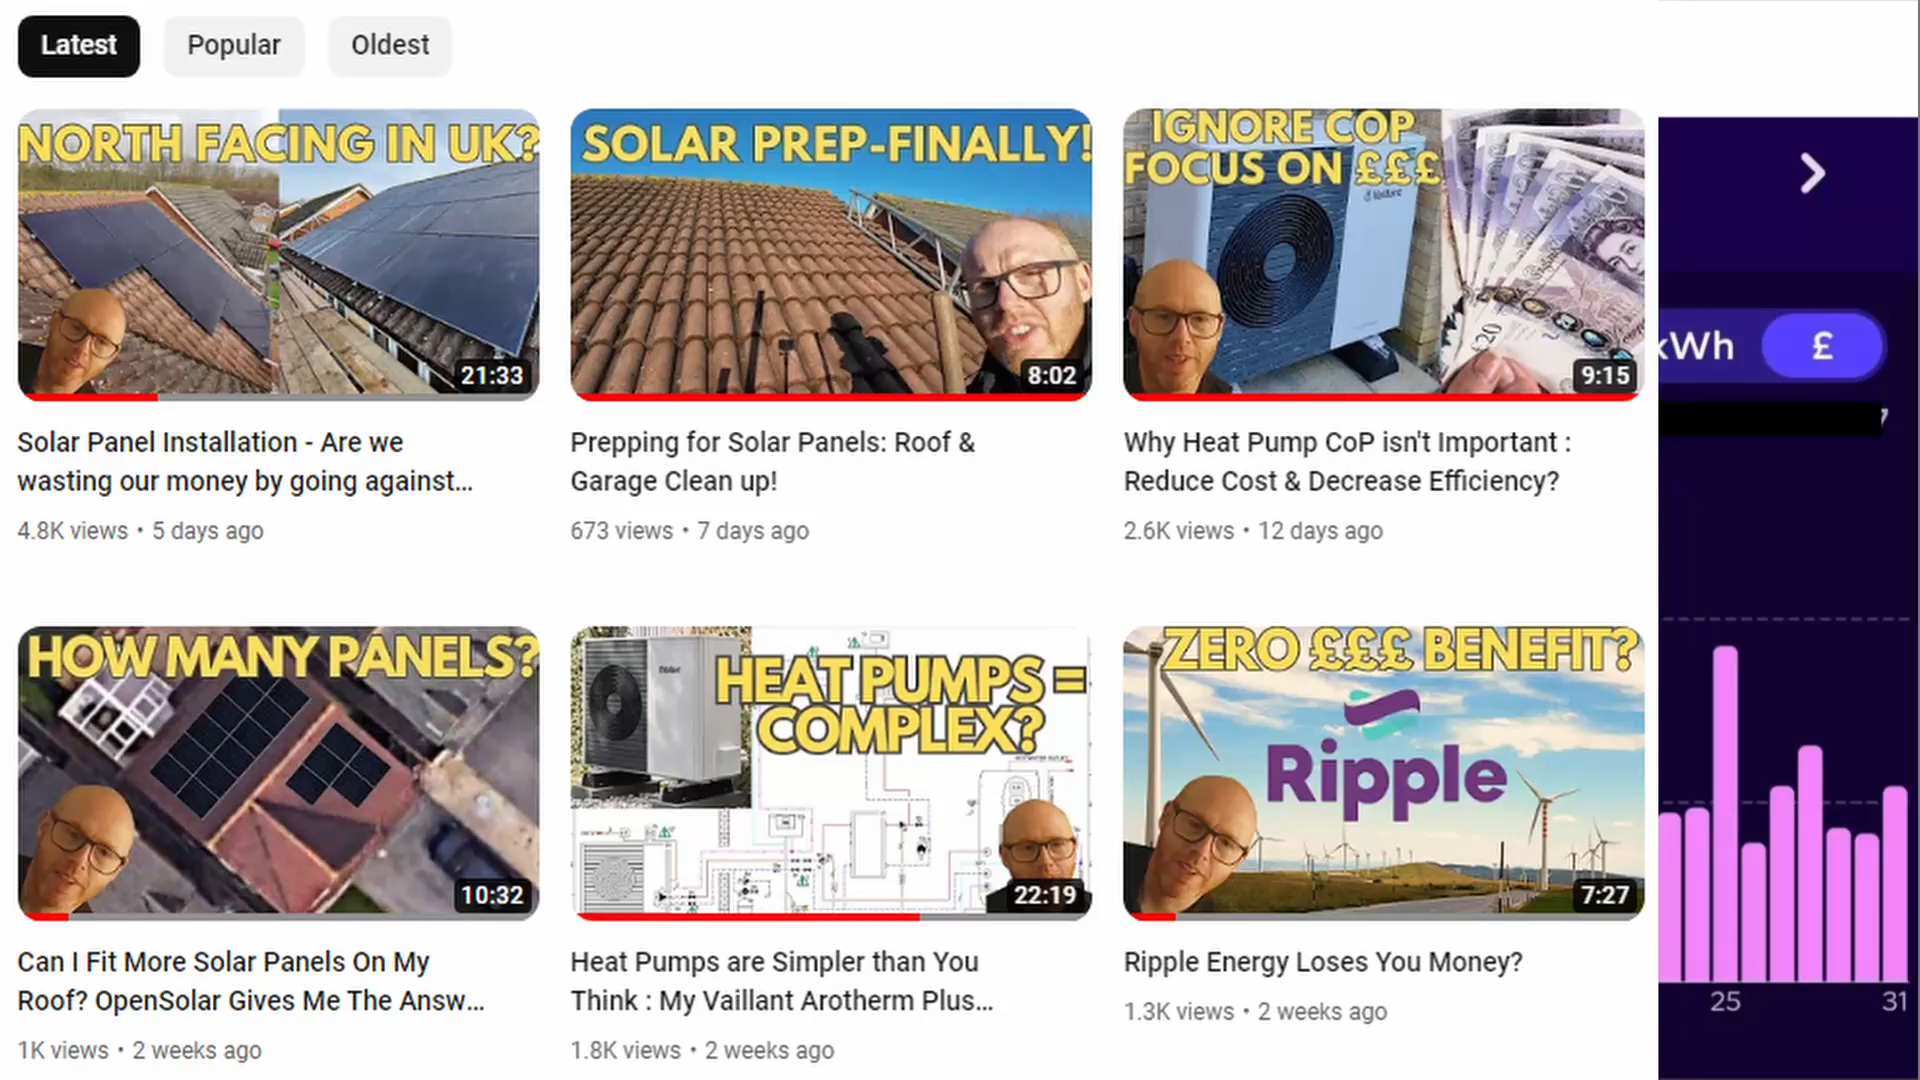 Latest
Popular
Oldest
NORTH FACING IN UK?
21:33
Solar Panel Installation - Are we
wasting our money by going against...
4.8K views • 5 days ago
SOLAR PREP-FINALLY!
8:02
Prepping for Solar Panels: Roof &
Garage Clean up!
673 views • 7 days ago
IGNORE COP
FOCUS ON £££
Vaillant
£20
9:15
Why Heat Pump CoP isn't Important :
Reduce Cost & Decrease Efficiency?
2.6K views • 12 days ago
kWh
£
HOW MANY PANELS?
10:32
Can I Fit More Solar Panels On My
Roof? OpenSolar Gives Me The Answ...
1K views • 2 weeks ago
HEAT PUMPS =
COMPLEX?
22:19
Heat Pumps are Simpler than You
Think : My Vaillant Arotherm Plus...
1.8K views • 2 weeks ago
ZERO £££ BENEFIT?
Ripple
7:27
Ripple Energy Loses You Money?
1.3K views • 2 weeks ago
25
31